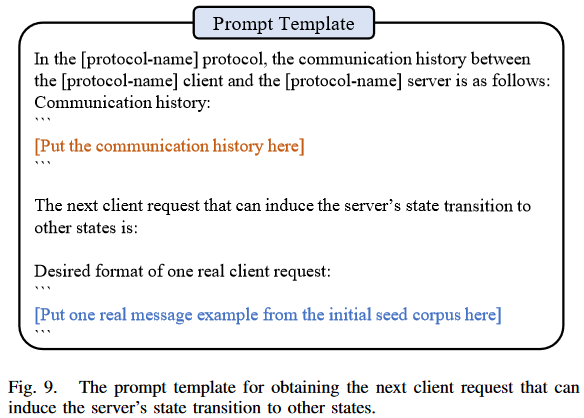 Prompt Template
In the [protocol-name] protocol, the communication history between
the [protocol-name] client and the [protocol-name] server is as follows:
Communication history:
```
[Put the communication history here]
```
The next client request that can induce the server's state transition to
other states is:
Desired format of one real client request:
```
[Put one real message example from the initial seed corpus here]
```
Fig. 9. The prompt template for obtaining the next client request that can
induce the server's state transition to other states.